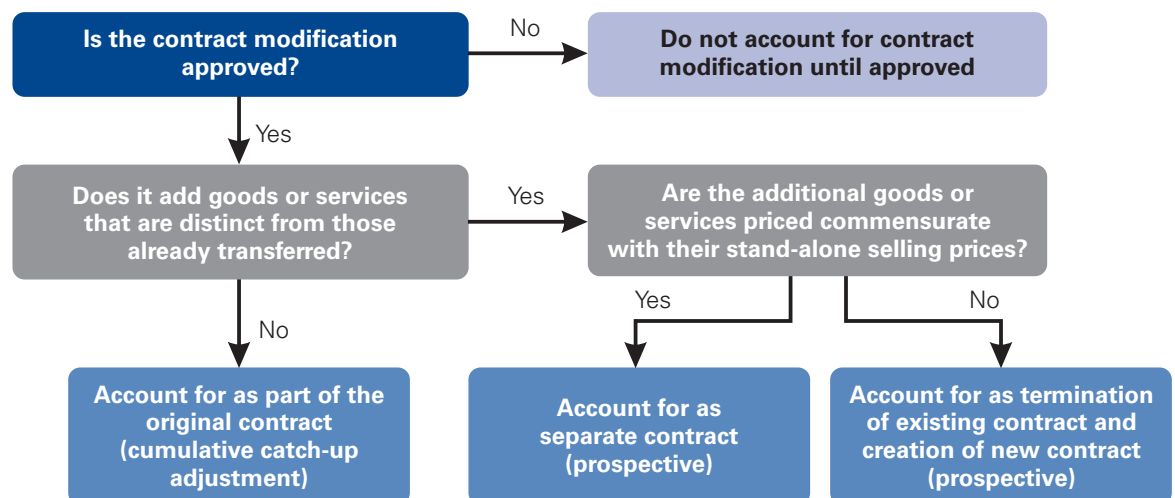 Is the contract modification
approved?
No
Do not account for contract
modification until approved
Yes
Does it add goods or services
that are distinct from those
already transferred?
Yes
Are the additional goods or
services priced commensurate
with their stand-alone selling prices?
No
Yes
No
Account for as part of the
original contract
(cumulative catch-up
adjustment)
Account for as
separate contract
(prospective)
Account for as termination
of existing contract and
creation of new contract
(prospective)